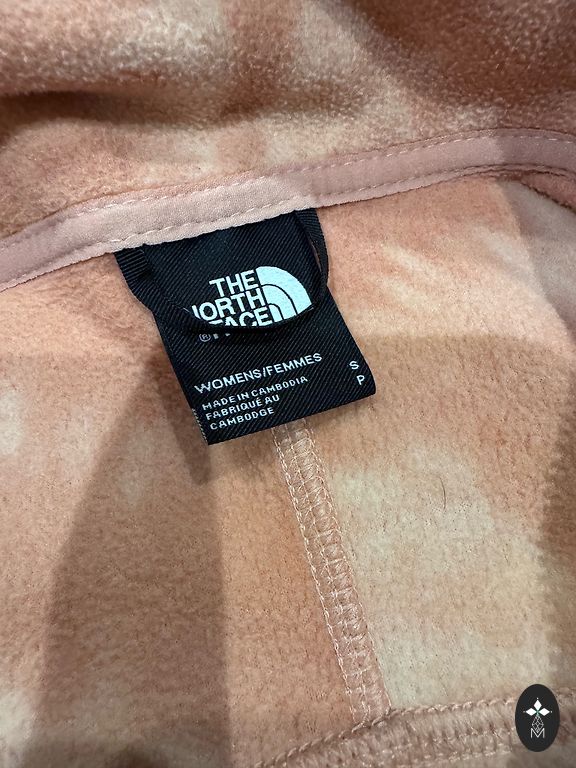 THE
NORTH
FACE
®
WOMENS/FEMMES
S
P
MADE IN CAMBODIA
FABRIQUÉ AU
CAMBODGE
M